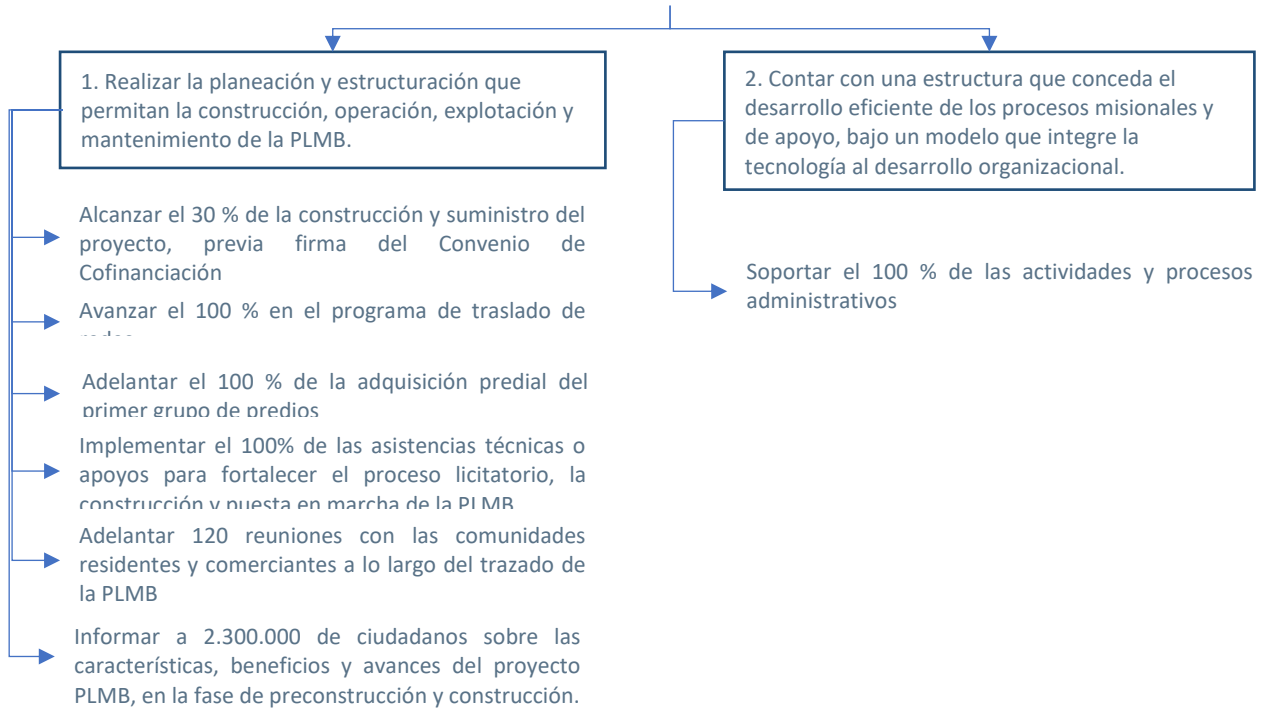 1. Realizar la planeación y estructuración que
permitan la construcción, operación, explotación y
mantenimiento de la PLMB.
Alcanzar el 30 % de la construcción y suministro del
proyecto, previa firma del Convenio de
Cofinanciación
Avanzar el 100 % en el programa de traslado de
Adelantar el 100 % de la adquisición predial del
primer grupo de predios
Implementar el 100% de las asistencias técnicas o
apoyos para fortalecer el proceso licitatorio, la
construcción y puesta en marcha de la PLMB
Adelantar 120 reuniones con las comunidades
residentes y comerciantes a lo largo del trazado de
la PLMB
Informar a 2.300.000 de ciudadanos sobre las
características, beneficios y avances del proyecto
PLMB, en la fase de preconstrucción y construcción.
2. Contar con una estructura que conceda el
desarrollo eficiente de los procesos misionales y
de apoyo, bajo un modelo que integre la
tecnología al desarrollo organizacional.
Soportar el 100 % de las actividades y procesos
administrativos